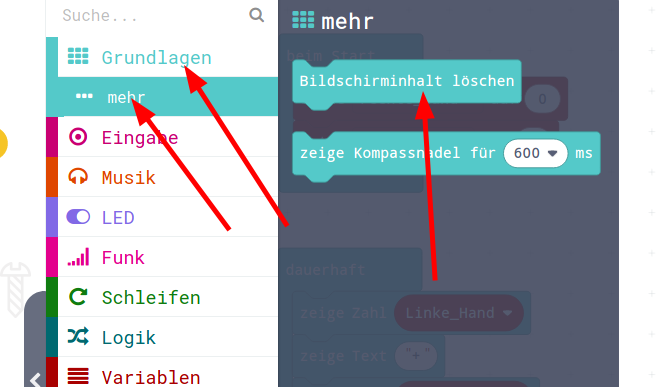 Suche...
Grundlagen
mehr
Eingabe
Musik
LED
Funk
Schleifen
Logik
Variablen
mehr
beim Start
Bildschirminhalt löschen
0
zeige Kompassnadel für 600 ms
dauerhaft
zeige Zahl Linke_Hand
zeige Text "+"